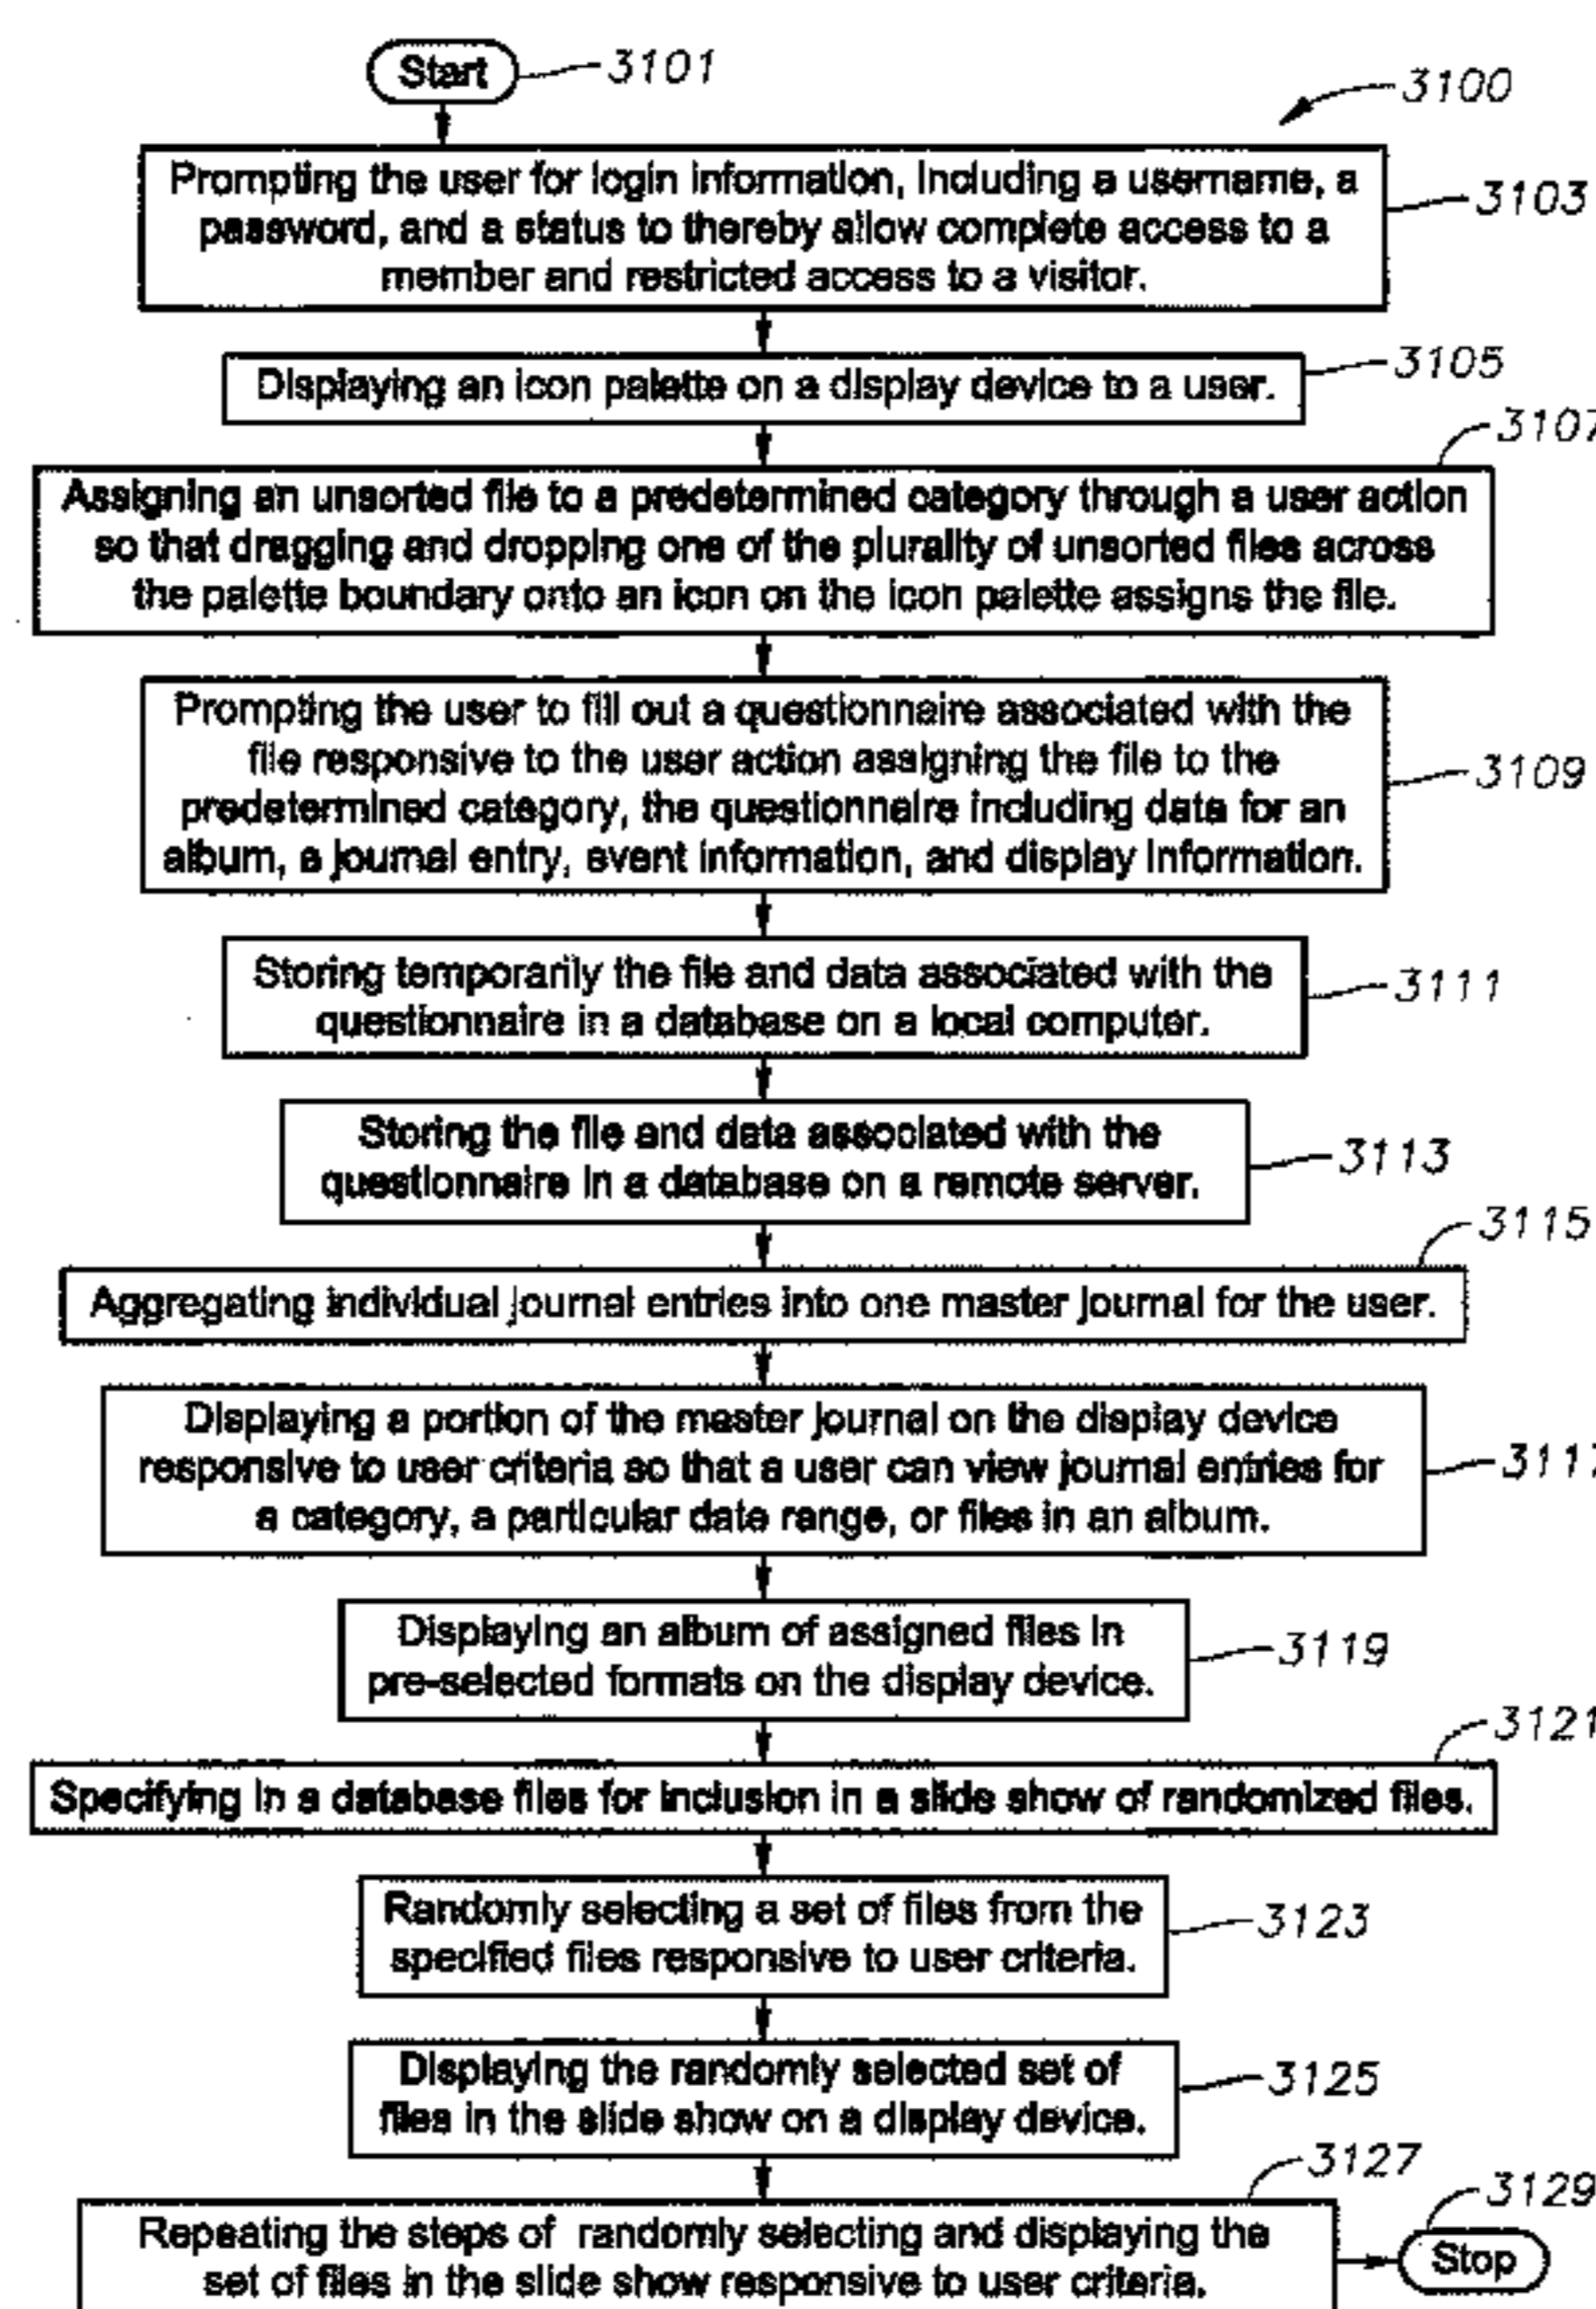 Start 3101
3100
Prompting the user for login information, including a username, a
password, and a status to thereby allow complete access to a
member and restricted access to a visitor.
3103
Displaying an icon palette on a display device to a user.
3105
3107
Assigning an unsorted file to a predetermined category through a user action
so that dragging and dropping one of the plurality of unsorted files across
the palette boundary onto an icon on the icon palette assigns the file.
Prompting the user to fill out a questionnaire associated with the
file responsive to the user action assigning the file to the
predetermined category, the questionnaire including data for an
album, a journal entry, event information, and display information.
3109
Storing temporarily the file and data associated with the
questionnaire in a database on a local computer.
3111
Storing the file and data associated with the
questionnaire in a database on a remote server.
3113
3115
Aggregating individual journal entries into one master journal for the user.
Displaying a portion of the master journal on the display device
responsive to user criteria so that a user can view journal entries for
a category, a particular date range, or files in an album.
3117
Displaying an album of assigned files in
pre-selected formats on the display device.
3119
3121
Specifying in a database files for inclusion in a slide show of randomized files.
Randomly selecting a set of files from the
specified files responsive to user criteria.
3123
Displaying the randomly selected set of
files in the slide show on a display device.
3125
3127
3129
Repeating the steps of randomly selecting and displaying the
set of files in the slide show responsive to user criteria.
Stop